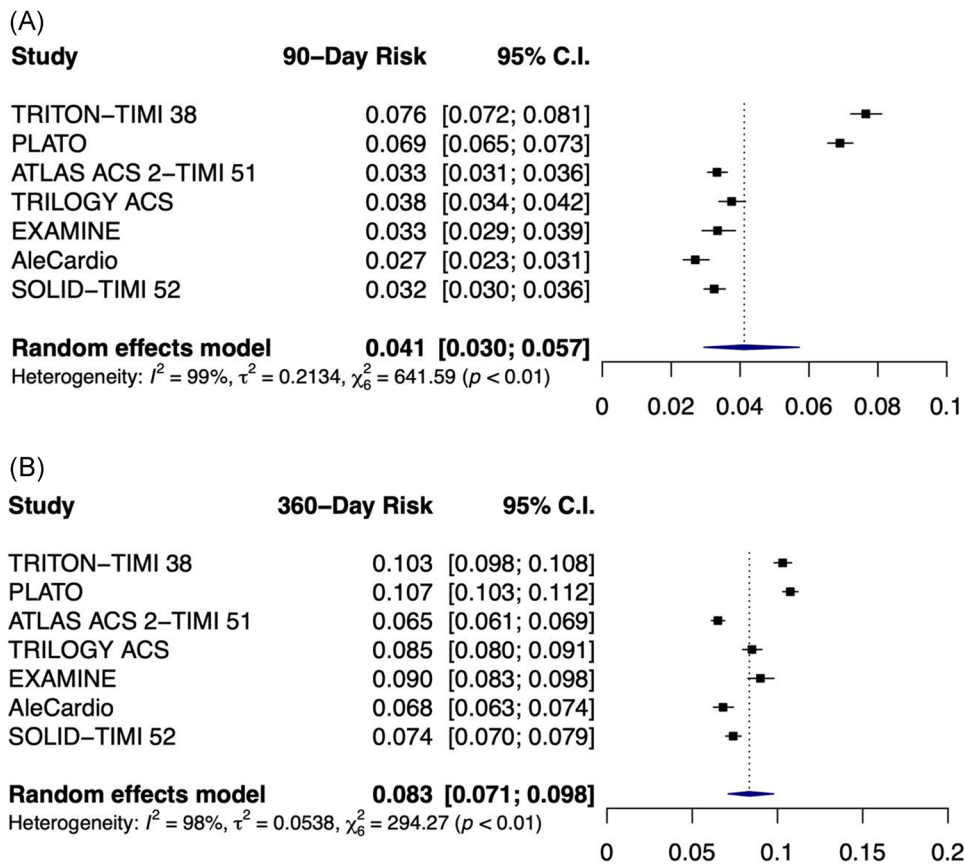 (A)
Study 90–Day Risk 95% C.I.
TRITON–TIMI 38 0.076 [0.072; 0.081]
PLATO 0.069 [0.065; 0.073]
ATLAS ACS 2–TIMI 51 0.033 [0.031; 0.036]
TRILOGY ACS 0.038 [0.034; 0.042]
EXAMINE 0.033 [0.029; 0.039]
AleCardio 0.027 [0.023; 0.031]
SOLID–TIMI 52 0.032 [0.030; 0.036]
Random effects model 0.041 [0.030; 0.057]
Heterogeneity: I² = 99%, τ² = 0.2134, χ²₆ = 641.59 (p < 0.01)
0 0.02 0.04 0.06 0.08 0.1
(B)
Study 360–Day Risk 95% C.I.
TRITON–TIMI 38 0.103 [0.098; 0.108]
PLATO 0.107 [0.103; 0.112]
ATLAS ACS 2–TIMI 51 0.065 [0.061; 0.069]
TRILOGY ACS 0.085 [0.080; 0.091]
EXAMINE 0.090 [0.083; 0.098]
AleCardio 0.068 [0.063; 0.074]
SOLID–TIMI 52 0.074 [0.070; 0.079]
Random effects model 0.083 [0.071; 0.098]
Heterogeneity: I² = 98%, τ² = 0.0538, χ²₆ = 294.27 (p < 0.01)
0 0.05 0.1 0.15 0.2